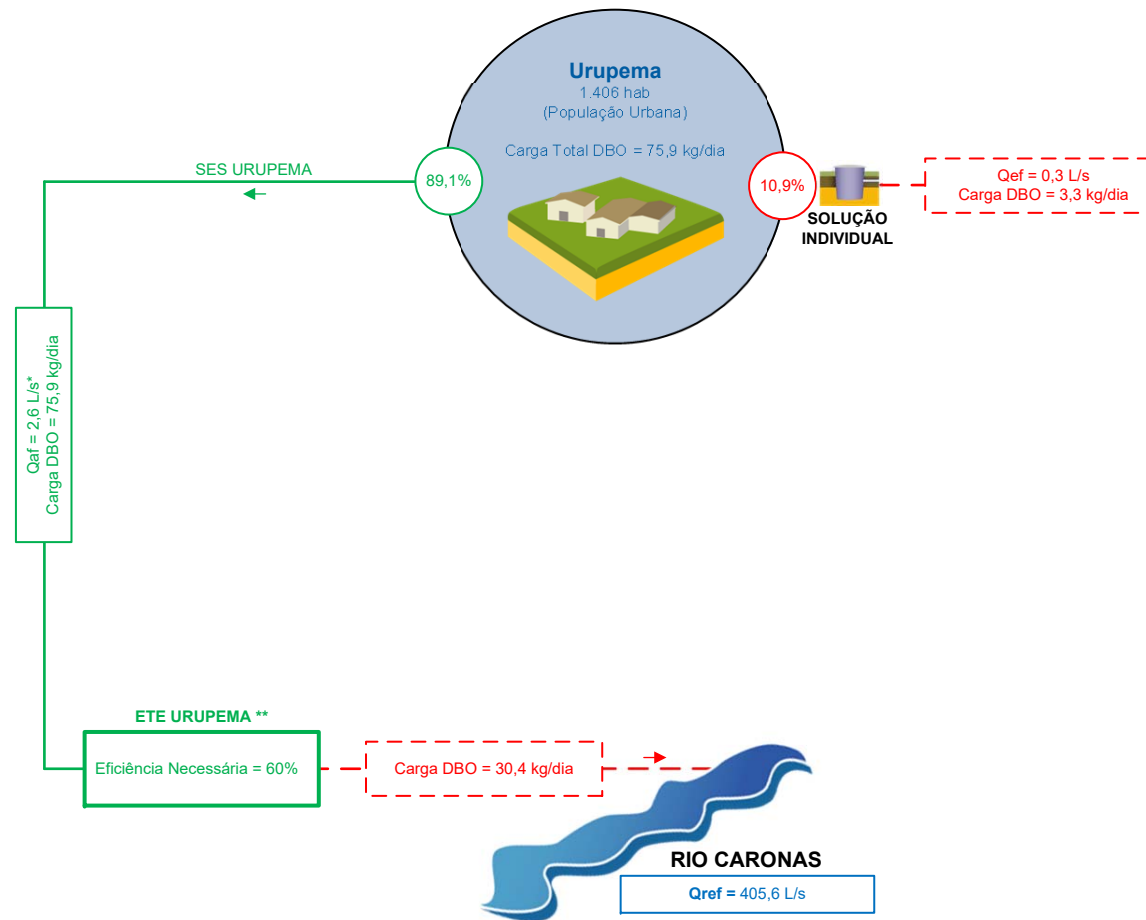 Urupema
1.406 hab
(População Urbana)
Carga Total DBO = 75,9 kg/dia
SES URUPEMA
89,1%
10,9%
SOLUÇÃO
INDIVIDUAL
Qef = 0,3 L/s
Carga DBO = 3,3 kg/dia
Qaf = 2,6 L/s*
Carga DBO = 75,9 kg/dia
ETE URUPEMA **
Eficiência Necessária = 60%
Carga DBO = 30,4 kg/dia
RIO CARONAS
Qref = 405,6 L/s